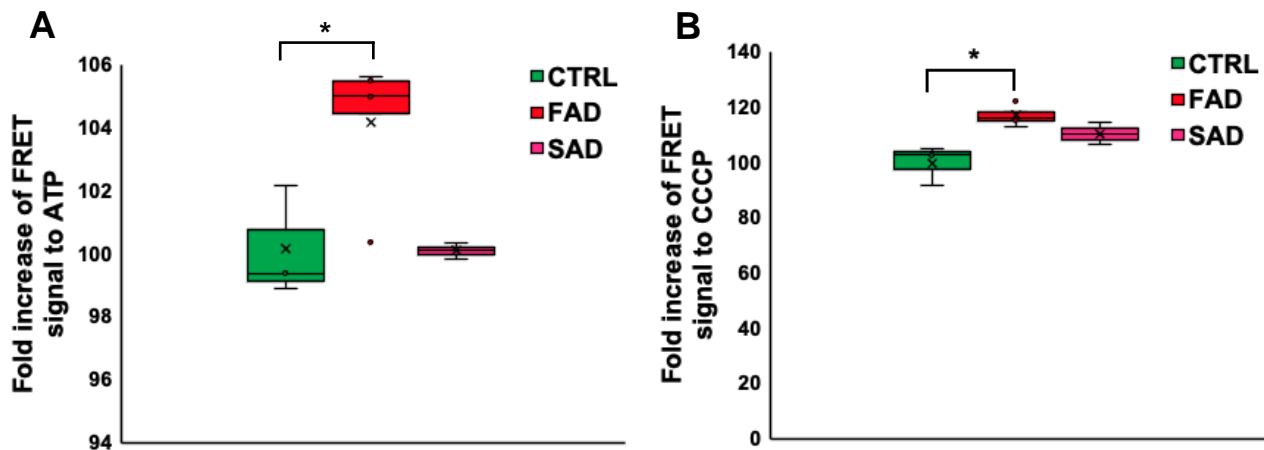 A
*
106
104
102
100
98
96
94
Fold increase of FRET
signal to ATP
CTRL
FAD
SAD
B
*
140
120
100
80
60
40
20
0
Fold increase of FRET
signal to CCCP
CTRL
FAD
SAD